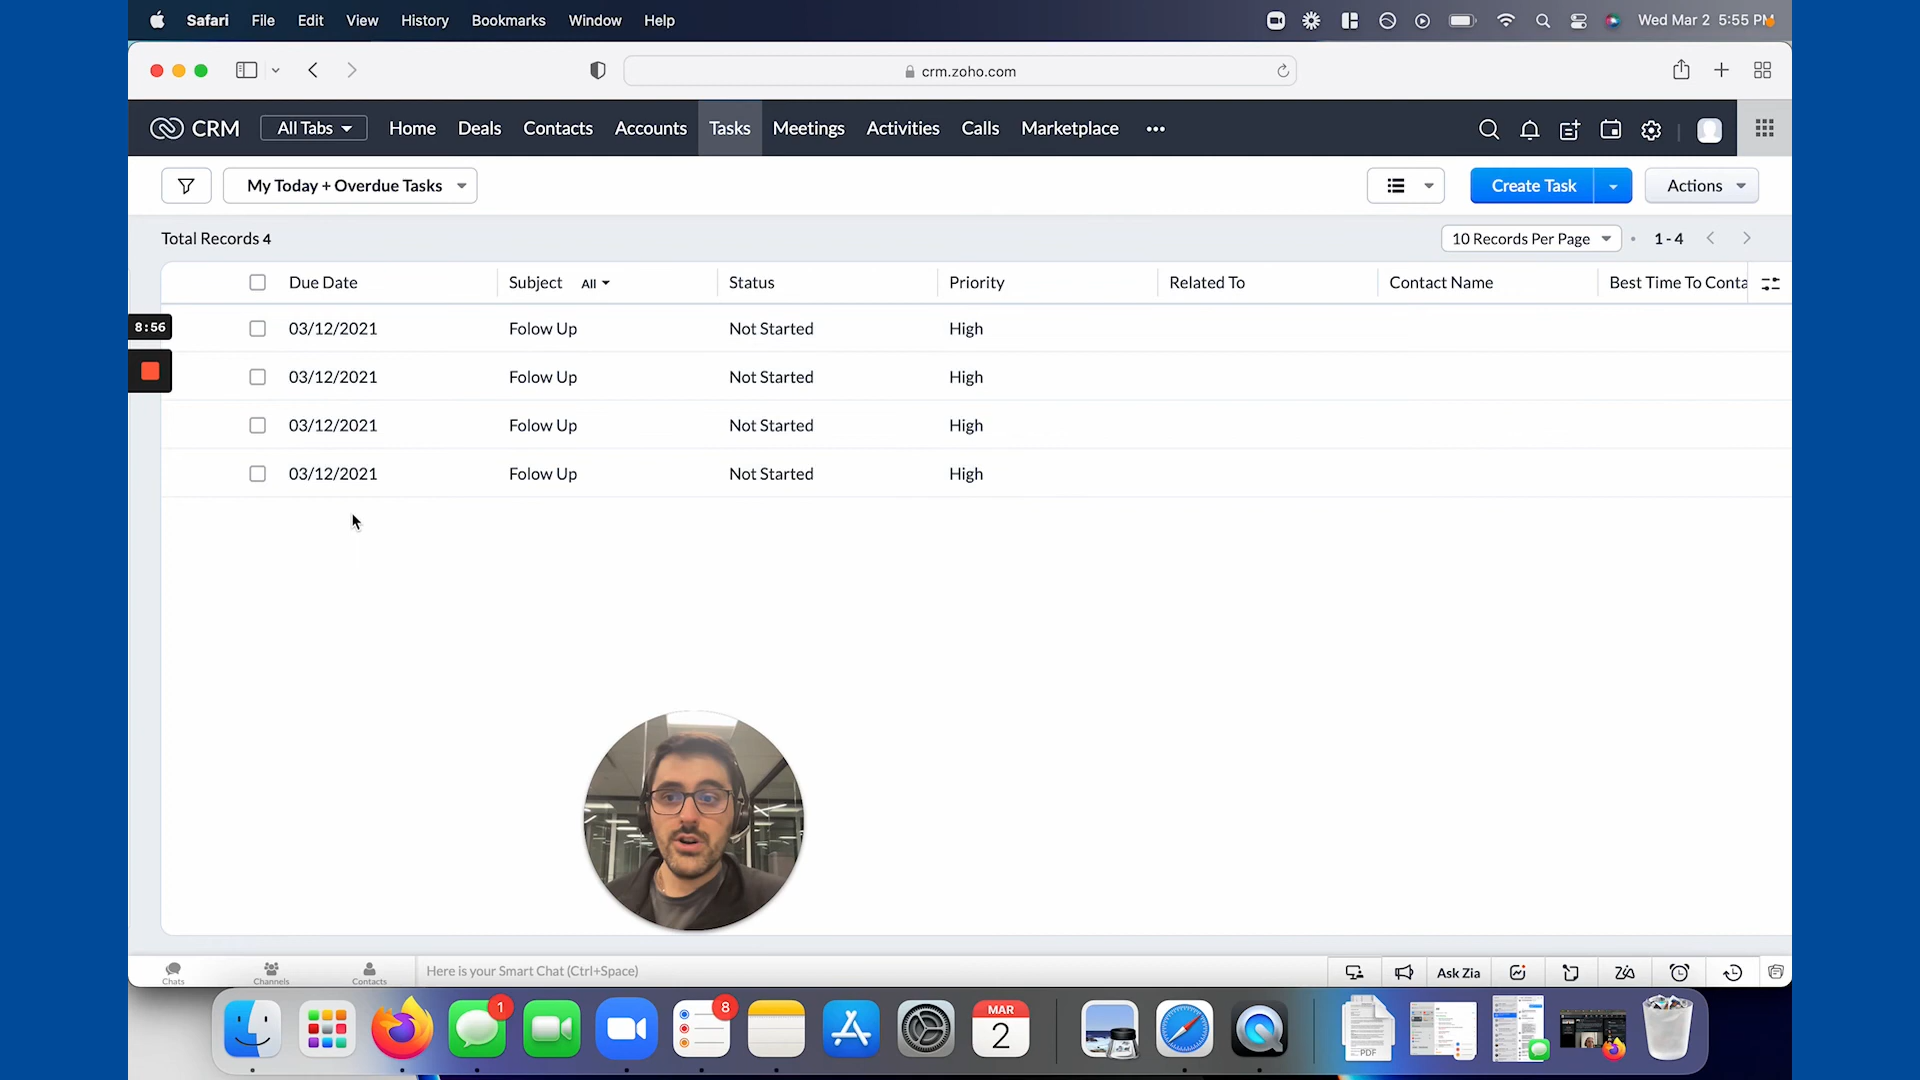 Safari File Edit View History Bookmarks Window Help
Wed Mar 2 5:55 PM
crm.zoho.com
CRM All Tabs Home Deals Contacts Accounts Tasks Meetings Activities Calls Marketplace
My Today + Overdue Tasks Create Task Actions
Total Records 4 10 Records Per Page 1 - 4
Due Date Subject All Status Priority Related To Contact Name Best Time To Conta
8:56
03/12/2021 Folow Up Not Started High
03/12/2021 Folow Up Not Started High
03/12/2021 Folow Up Not Started High
03/12/2021 Folow Up Not Started High
Chats Channels Contacts Here is your Smart Chat (Ctrl+Space) Ask Zia
1
8
MAR
2
PDF